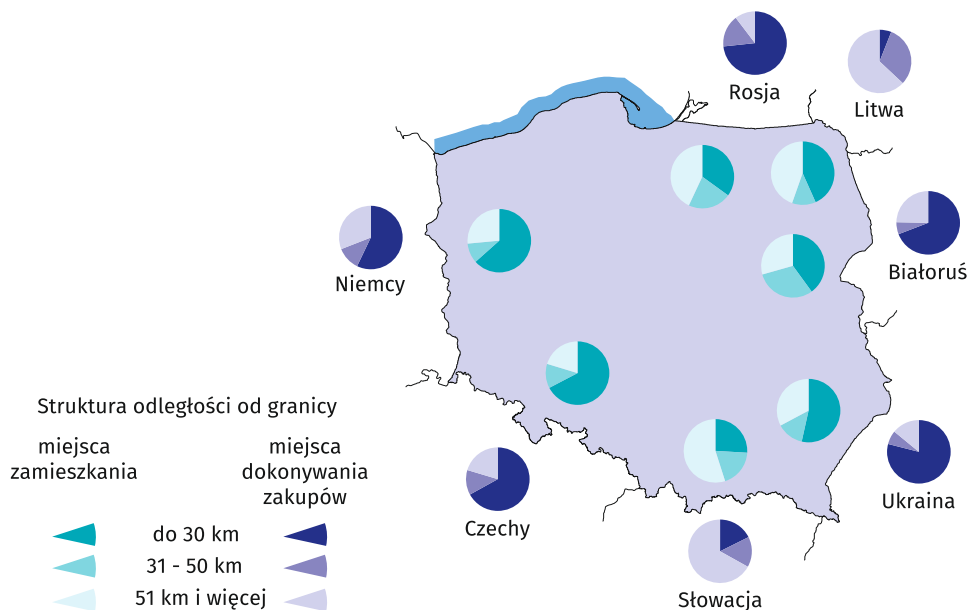 Rosja
Litwa
Niemcy
Białoruś
Struktura odległości od granicy
miejsca
zamieszkania
miejsca
dokonywania
zakupów
Czechy
Ukraina
do 30 km
31 - 50 km
51 km i więcej
Słowacja